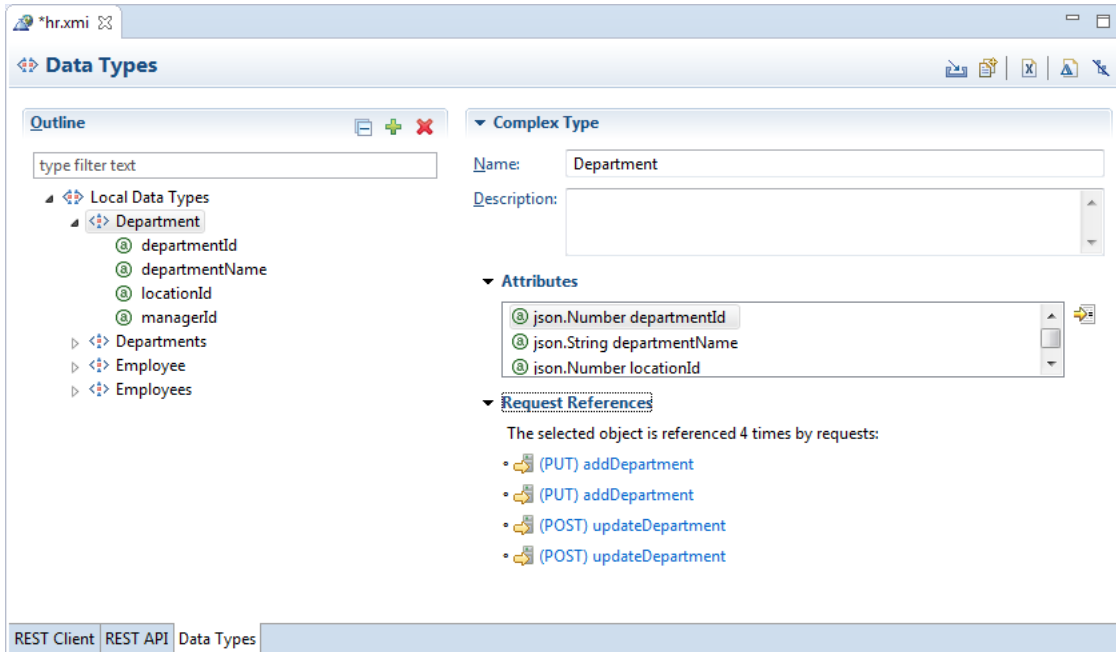 *hr.xmi
Data Types
Outline
type filter text
Local Data Types
Department
departmentId
departmentName
locationId
managerId
Departments
Employee
Employees
Complex Type
Name: Department
Description:
Attributes
json.Number departmentId
json.String departmentName
json.Number locationId
Request References
The selected object is referenced 4 times by requests:
(PUT) addDepartment
(PUT) addDepartment
(POST) updateDepartment
(POST) updateDepartment
REST Client REST API Data Types